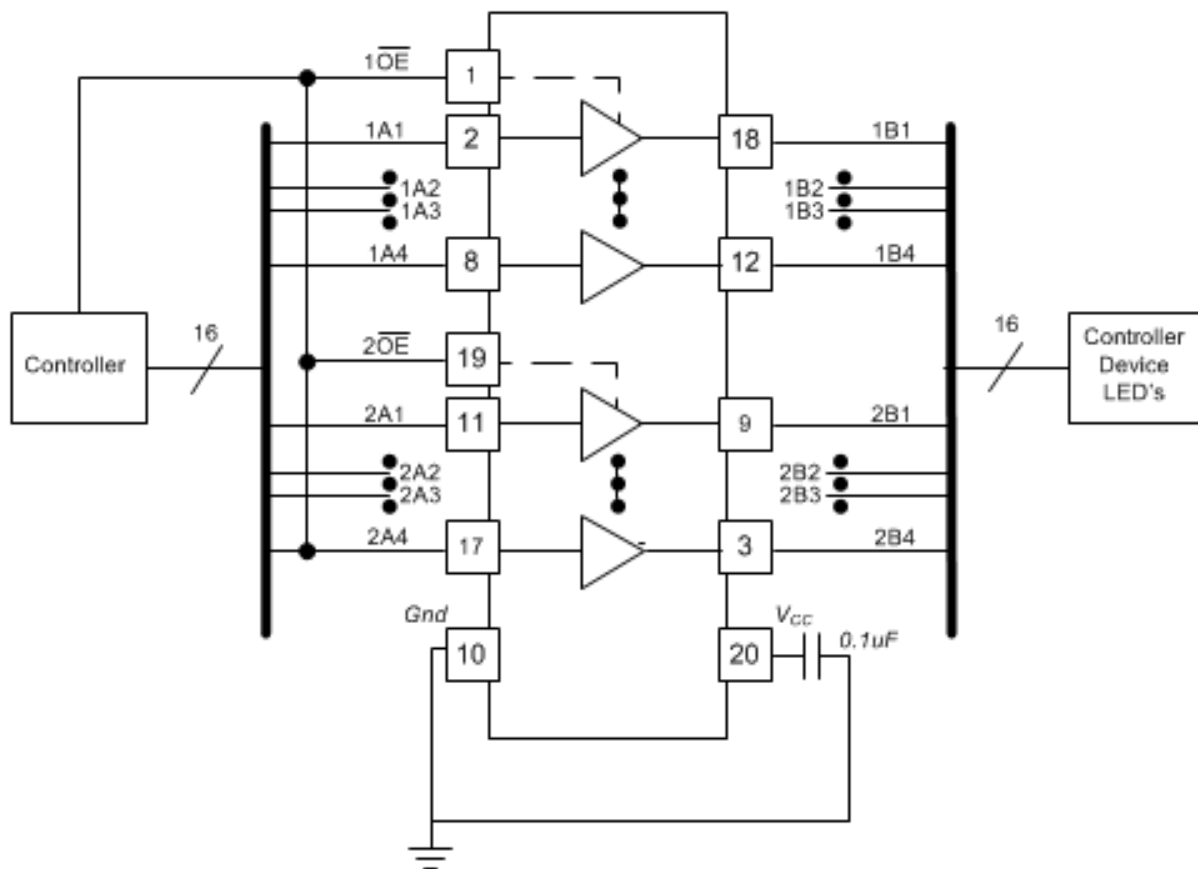 1O̅E̅ 1
1A1 2 18 1B1
1A2 1B2
1A3 1B3
1A4 8 12 1B4
Controller 16
2O̅E̅ 19
16 Controller
Device
LED's
2A1 11 9 2B1
2A2 2B2
2A3 2B3
2A4 17 3 2B4
Gnd 10
20 VCC 0.1uF